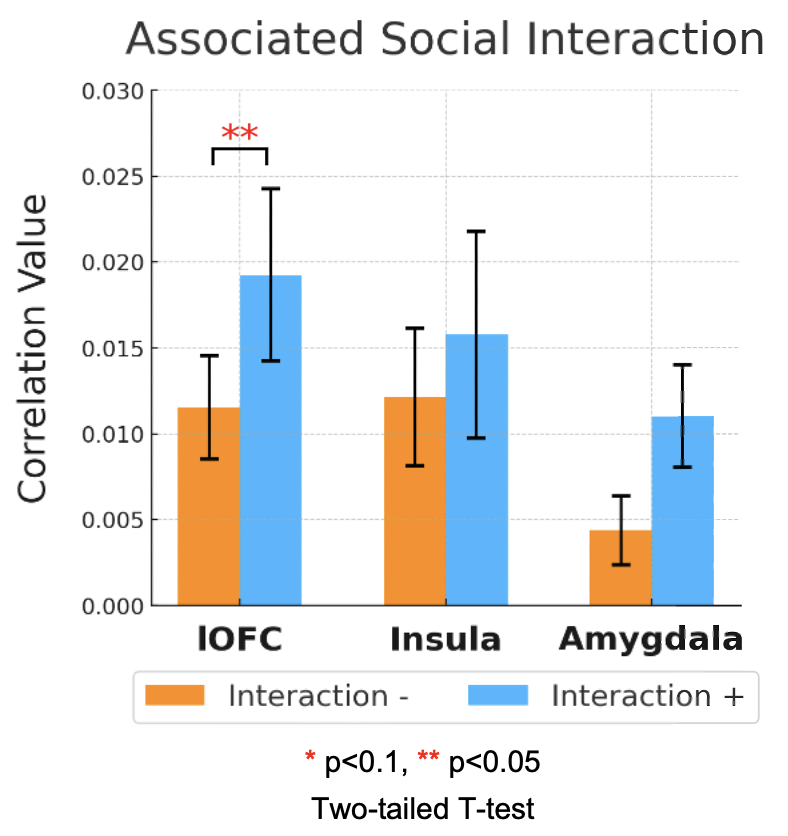 Associated Social Interaction
0.030
**
0.025
0.020
0.015
0.010
0.005
0.000
Correlation Value
lOFC Insula Amygdala
Interaction - Interaction +
* p<0.1, ** p<0.05
Two-tailed T-test